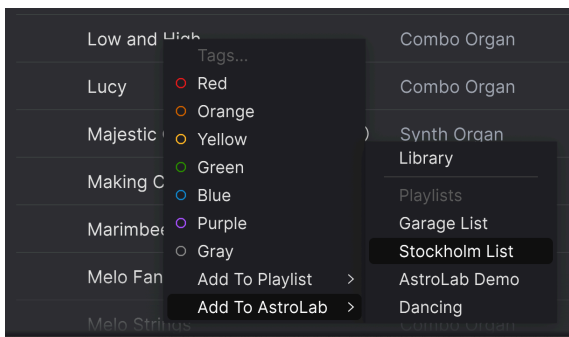 Low and High Combo Organ
Tags...
Lucy Red Combo Organ
Orange
Majestic Yellow ) Synth Organ
Green Library
Making Blue Playlists
Purple Garage List
Gray Stockholm List
Melo Add To Playlist > AstroLab Demo
Add To AstroLab > Dancing
Melo Strings Combo Organ